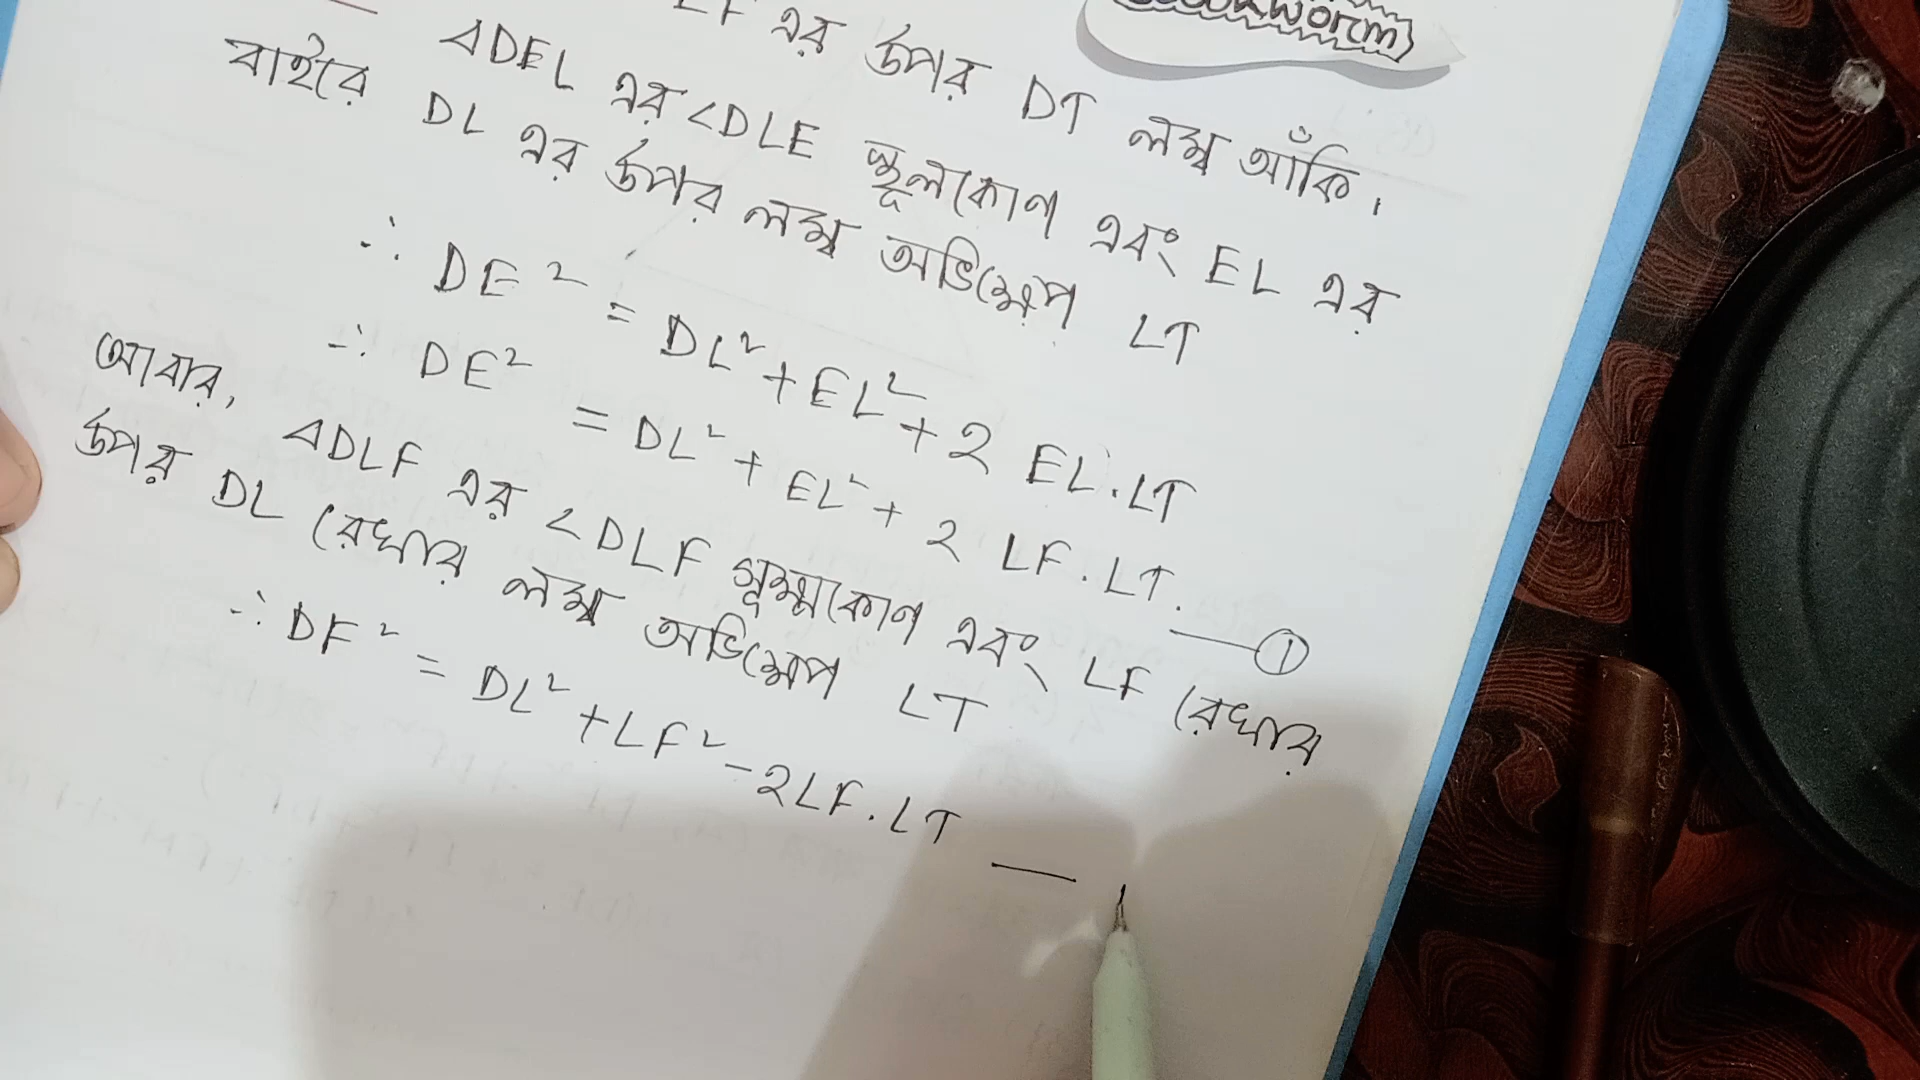 এর উপর DT লম্ব আঁকি।
ΔDEL এর <DLE স্থূলকোণ এবং EL এর
বাইরে DL এর উপর লম্ব অভিক্ষেপ LT
∴ DE² = DL² + EL² + 2 EL.LT
∴ DE² = DL² + EL² + 2 LF.LT. — ①
আবার, ΔDLF এর <DLF সূক্ষ্মকোণ এবং LF রেখার
উপর DL রেখার লম্ব অভিক্ষেপ LT
∴ DF² = DL² + LF² - 2LF.LT —